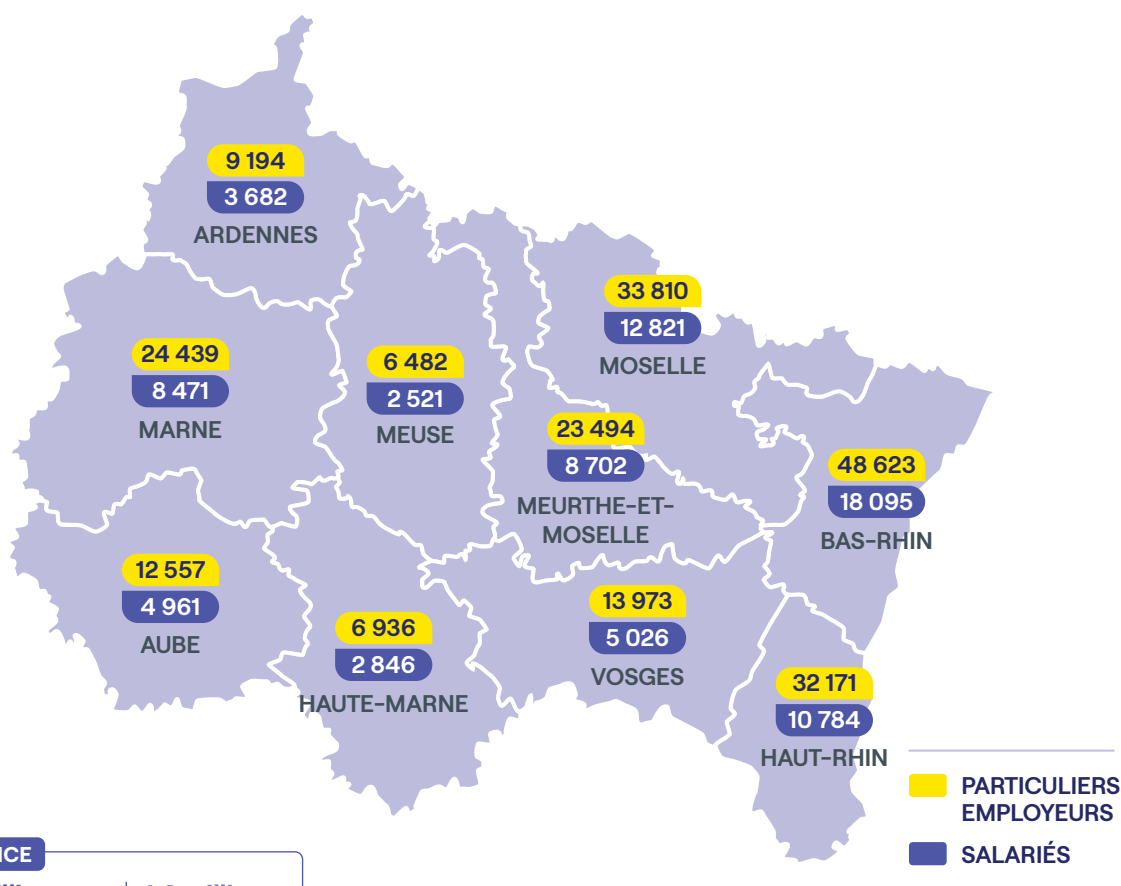 9 194
3 682
ARDENNES
33 810
12 821
MOSELLE
24 439
8 471
MARNE
6 482
2 521
MEUSE
23 494
8 702
MEURTHE-ET-
MOSELLE
48 623
18 095
BAS-RHIN
12 557
4 961
AUBE
6 936
2 846
HAUTE-MARNE
13 973
5 026
VOSGES
32 171
10 784
HAUT-RHIN
PARTICULIERS
EMPLOYEURS
SALARIÉS